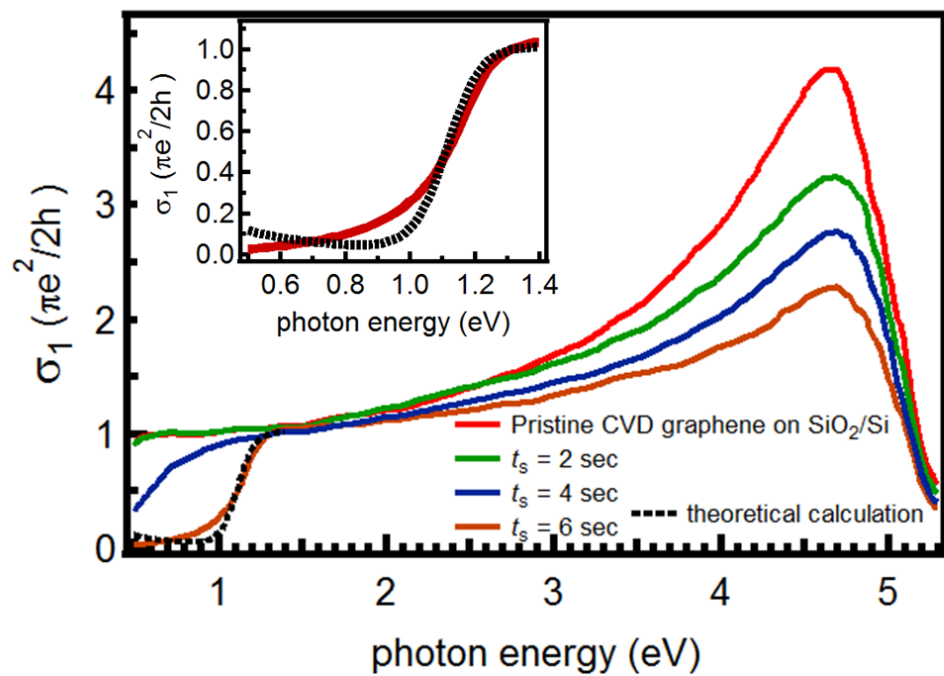 σ₁ (πe²/2h)
4
3
2
1
0
1 2 3 4 5
photon energy (eV)
σ₁ (πe²/2h)
1.0
0.8
0.6
0.4
0.2
0.0
0.6 0.8 1.0 1.2 1.4
photon energy (eV)
Pristine CVD graphene on SiO₂/Si
tₛ = 2 sec
tₛ = 4 sec
tₛ = 6 sec
theoretical calculation